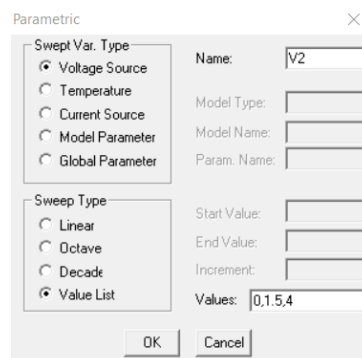 Parametric
Swept Var. Type
Voltage Source
Temperature
Current Source
Model Parameter
Global Parameter
Name: V2
Model Type:
Model Name:
Param. Name:
Sweep Type
Linear
Octave
Decade
Value List
Start Value:
End Value:
Increment:
Values: 0,1.5,4
OK Cancel